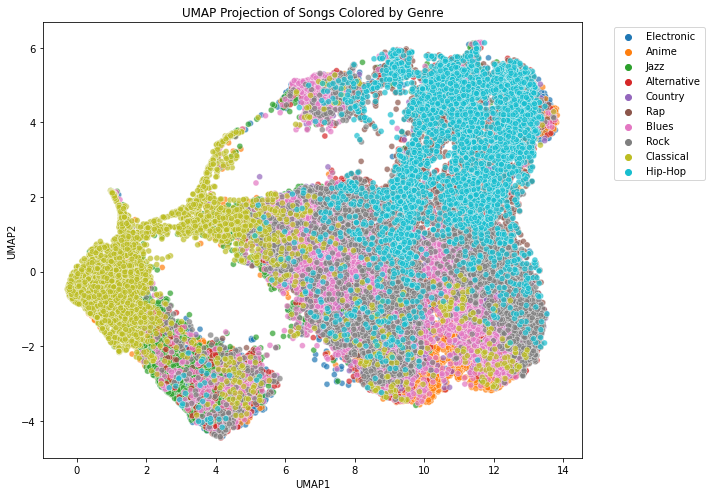 UMAP Projection of Songs Colored by Genre
6
4
2
0
−2
−4
UMAP2
0
2
4
6
8
10
12
14
UMAP1
Electronic
Anime
Jazz
Alternative
Country
Rap
Blues
Rock
Classical
Hip-Hop